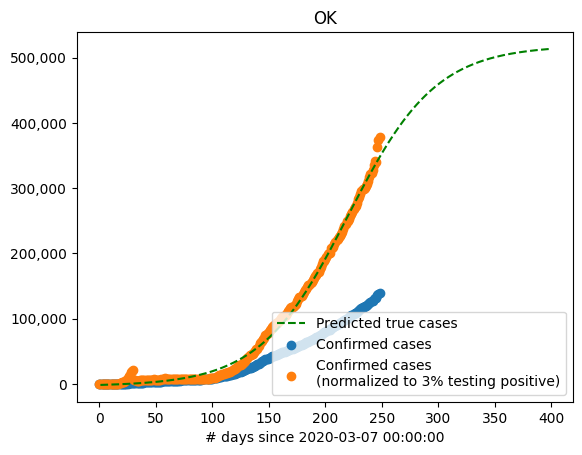 OK
500,000
400,000
300,000
200,000
100,000
0
Predicted true cases
Confirmed cases
Confirmed cases
(normalized to 3% testing positive)
0 50 100 150 200 250 300 350 400
# days since 2020-03-07 00:00:00